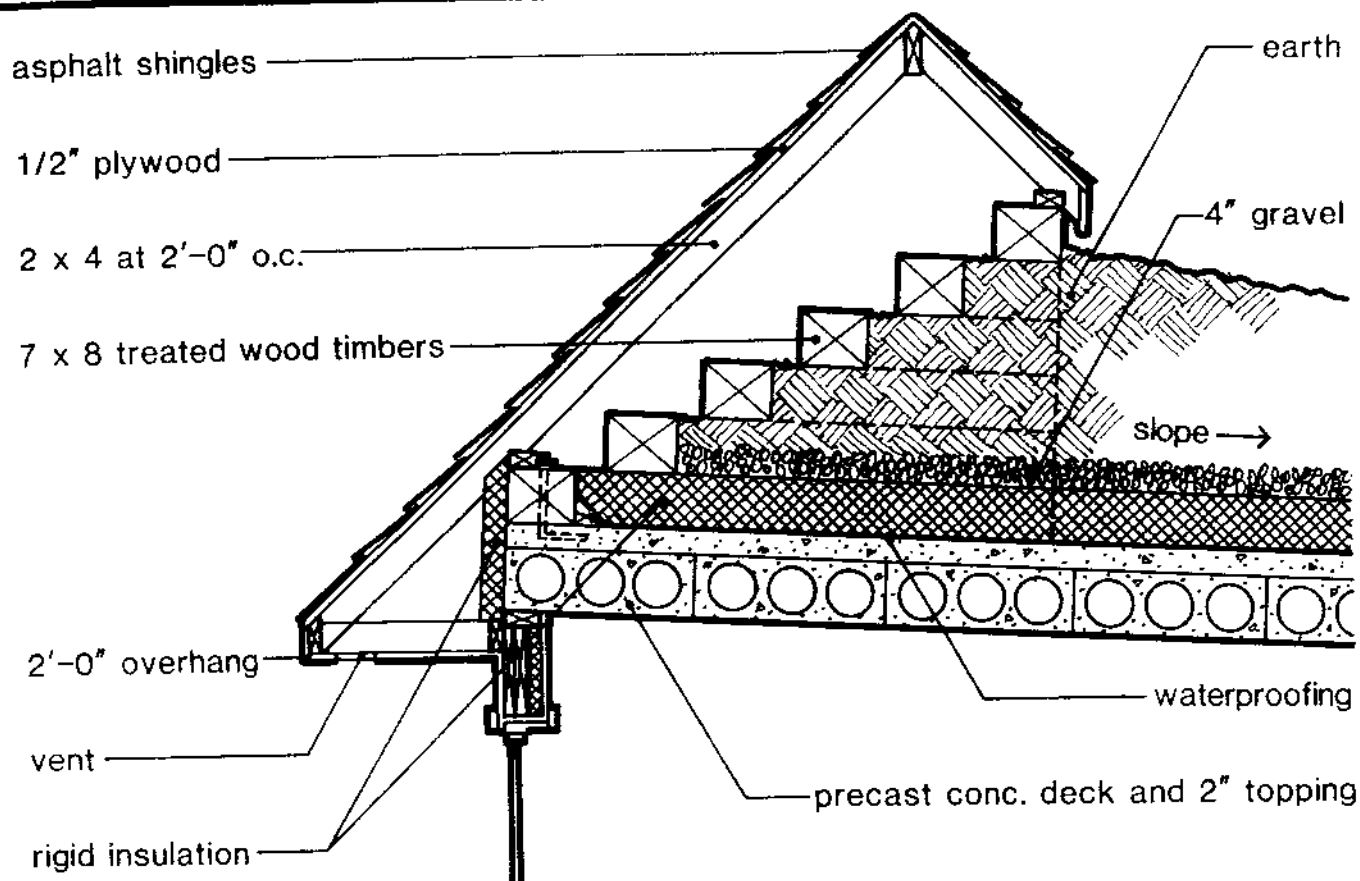 asphalt shingles
1/2" plywood
2 x 4 at 2'-0" o.c.
7 x 8 treated wood timbers
2'-0" overhang
vent
rigid insulation
earth
4" gravel
slope →
waterproofing
precast conc. deck and 2" topping